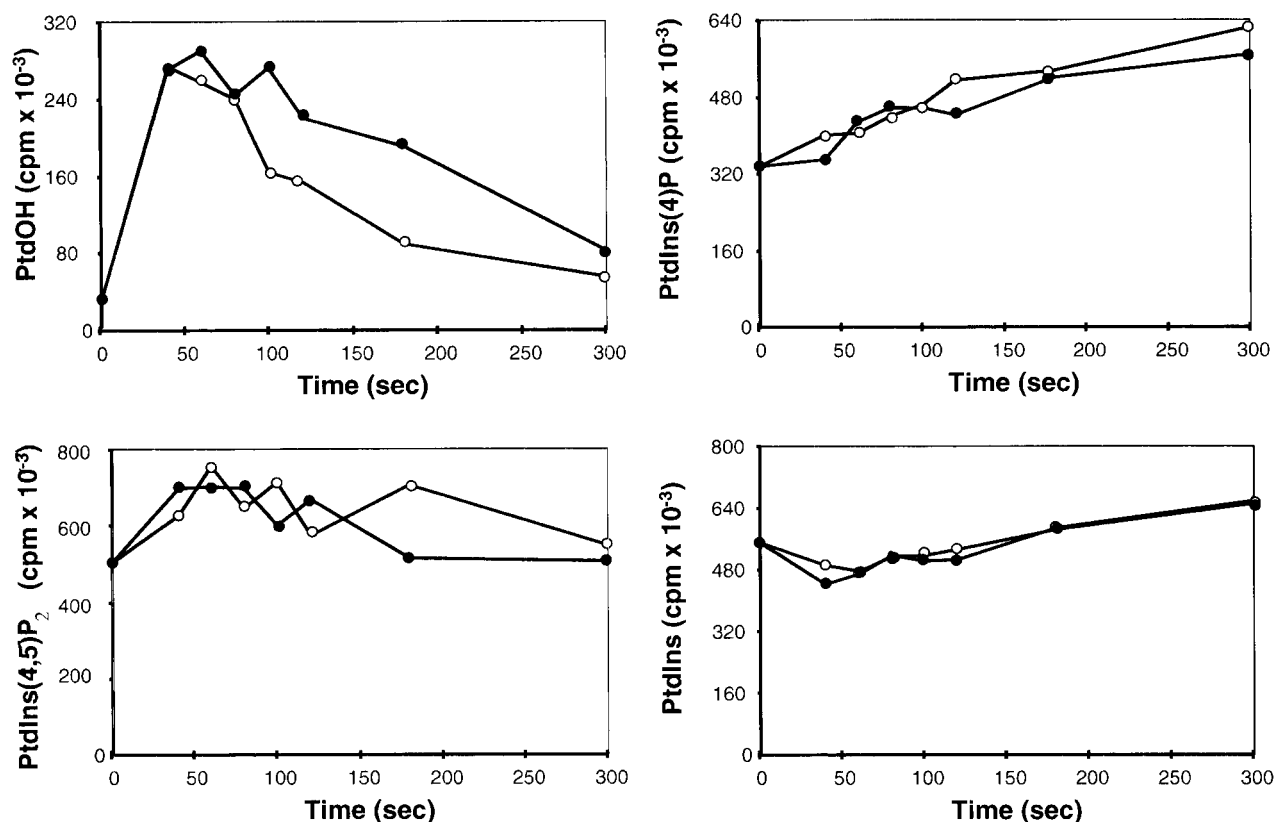 PtdOH (cpm x 10-3)
320
240
160
80
0
0 50 100 150 200 250 300
Time (sec)
PtdIns(4)P (cpm x 10-3)
640
480
320
160
0
0 50 100 150 200 250 300
Time (sec)
PtdIns(4,5)P2 (cpm x 10-3)
800
600
400
200
0
0 50 100 150 200 250 300
Time (sec)
PtdIns (cpm x 10-3)
800
640
480
320
160
0
0 50 100 150 200 250 300
Time (sec)